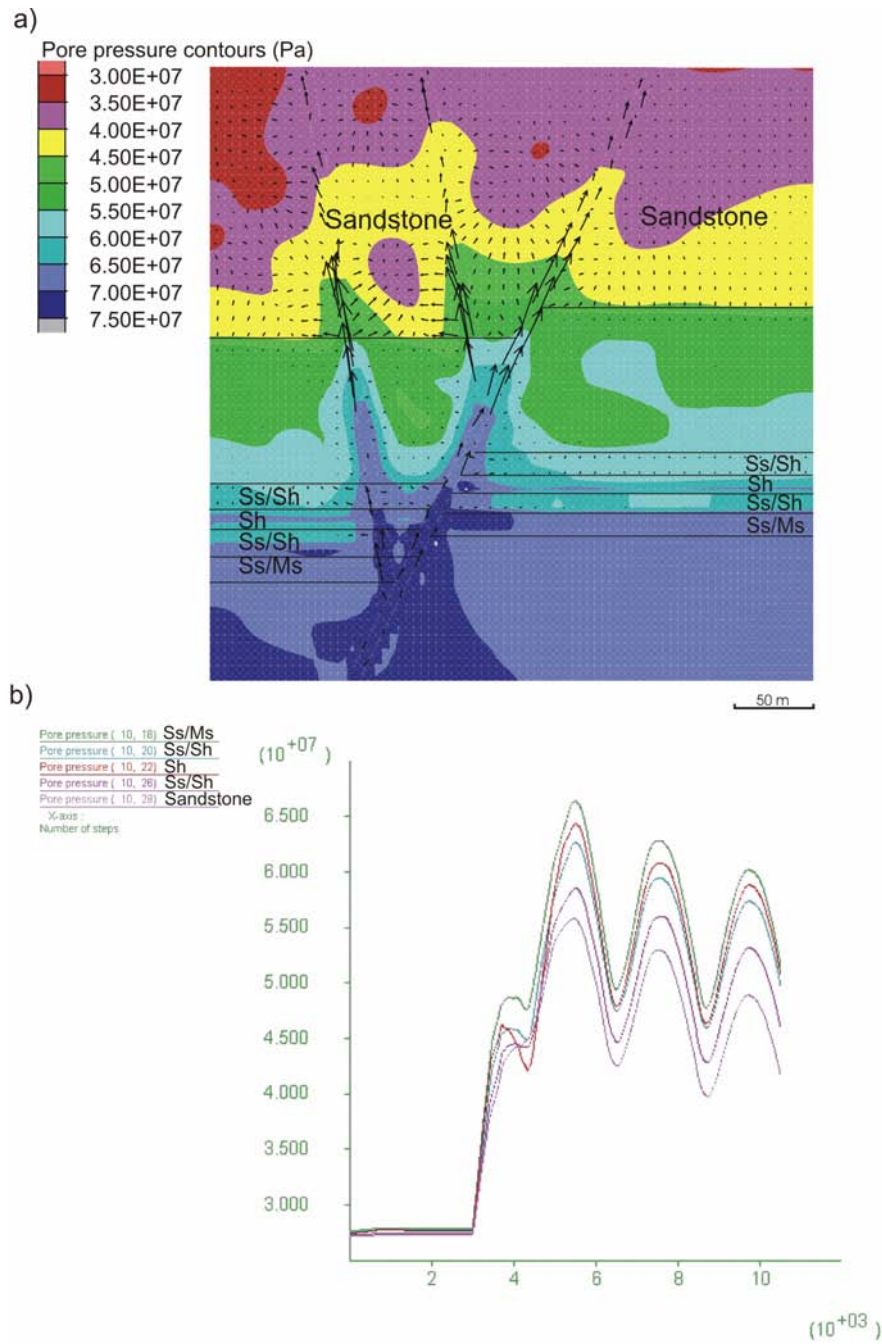 a)
Pore pressure contours (Pa)
3.00E+07
3.50E+07
4.00E+07
4.50E+07
5.00E+07
5.50E+07
6.00E+07
6.50E+07
7.00E+07
7.50E+07
Sandstone
Sandstone
Ss/Sh
Sh
Ss/Sh
Ss/Ms
Ss/Sh
Sh
Ss/Sh
Ss/Ms
50 m
b)
Pore pressure ( 10, 18) Ss/Ms
Pore pressure ( 10, 20) Ss/Sh
Pore pressure ( 10, 22) Sh
Pore pressure ( 10, 26) Ss/Sh
Pore pressure ( 10, 28) Sandstone
X-axis :
Number of steps
(10 +07)
6.500
6.000
5.500
5.000
4.500
4.000
3.500
3.000
2 4 6 8 10
(10 +03)